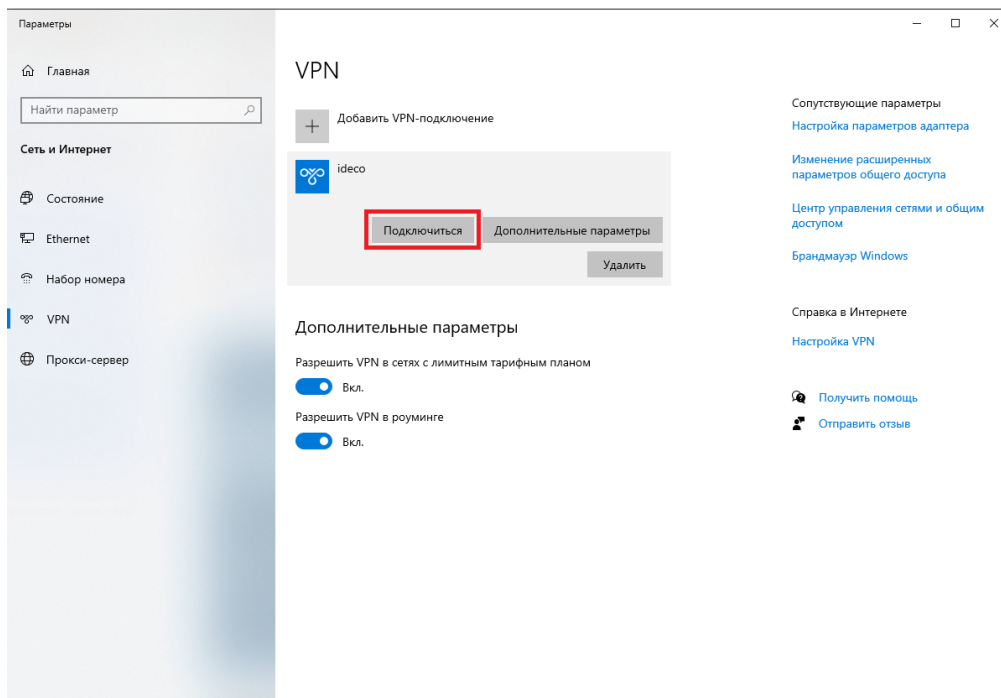 Параметры
Главная
Найти параметр
Сеть и Интернет
Состояние
Ethernet
Набор номера
VPN
Прокси-сервер
VPN
Добавить VPN-подключение
ideco
Подключиться
Дополнительные параметры
Удалить
Дополнительные параметры
Разрешить VPN в сетях с лимитным тарифным планом
Вкл.
Разрешить VPN в роуминге
Вкл.
Сопутствующие параметры
Настройка параметров адаптера
Изменение расширенных
параметров общего доступа
Центр управления сетями и общим
доступом
Брандмауэр Windows
Справка в Интернете
Настройка VPN
Получить помощь
Отправить отзыв